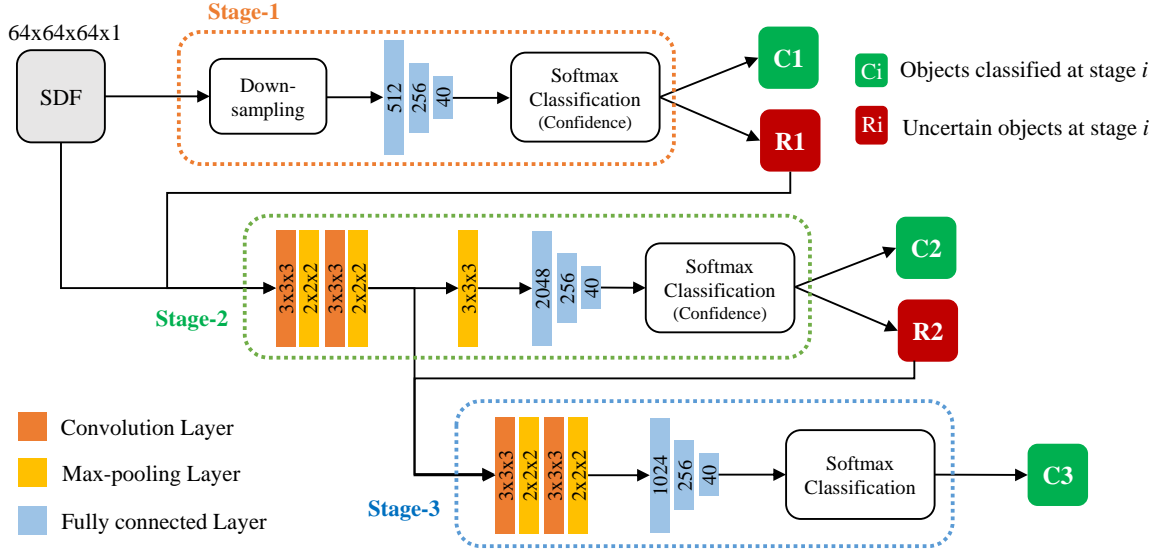 Stage-1
64x64x64x1
SDF
Down-
sampling
512
256
40
Softmax
Classification
(Confidence)
C1
R1
Ci Objects classified at stage i
Ri Uncertain objects at stage i
Stage-2
3x3x3
2x2x2
3x3x3
2x2x2
3x3x3
2048
256
40
Softmax
Classification
(Confidence)
C2
R2
Convolution Layer
Max-pooling Layer
Fully connected Layer
Stage-3
3x3x3
2x2x2
3x3x3
2x2x2
1024
256
40
Softmax
Classification
C3